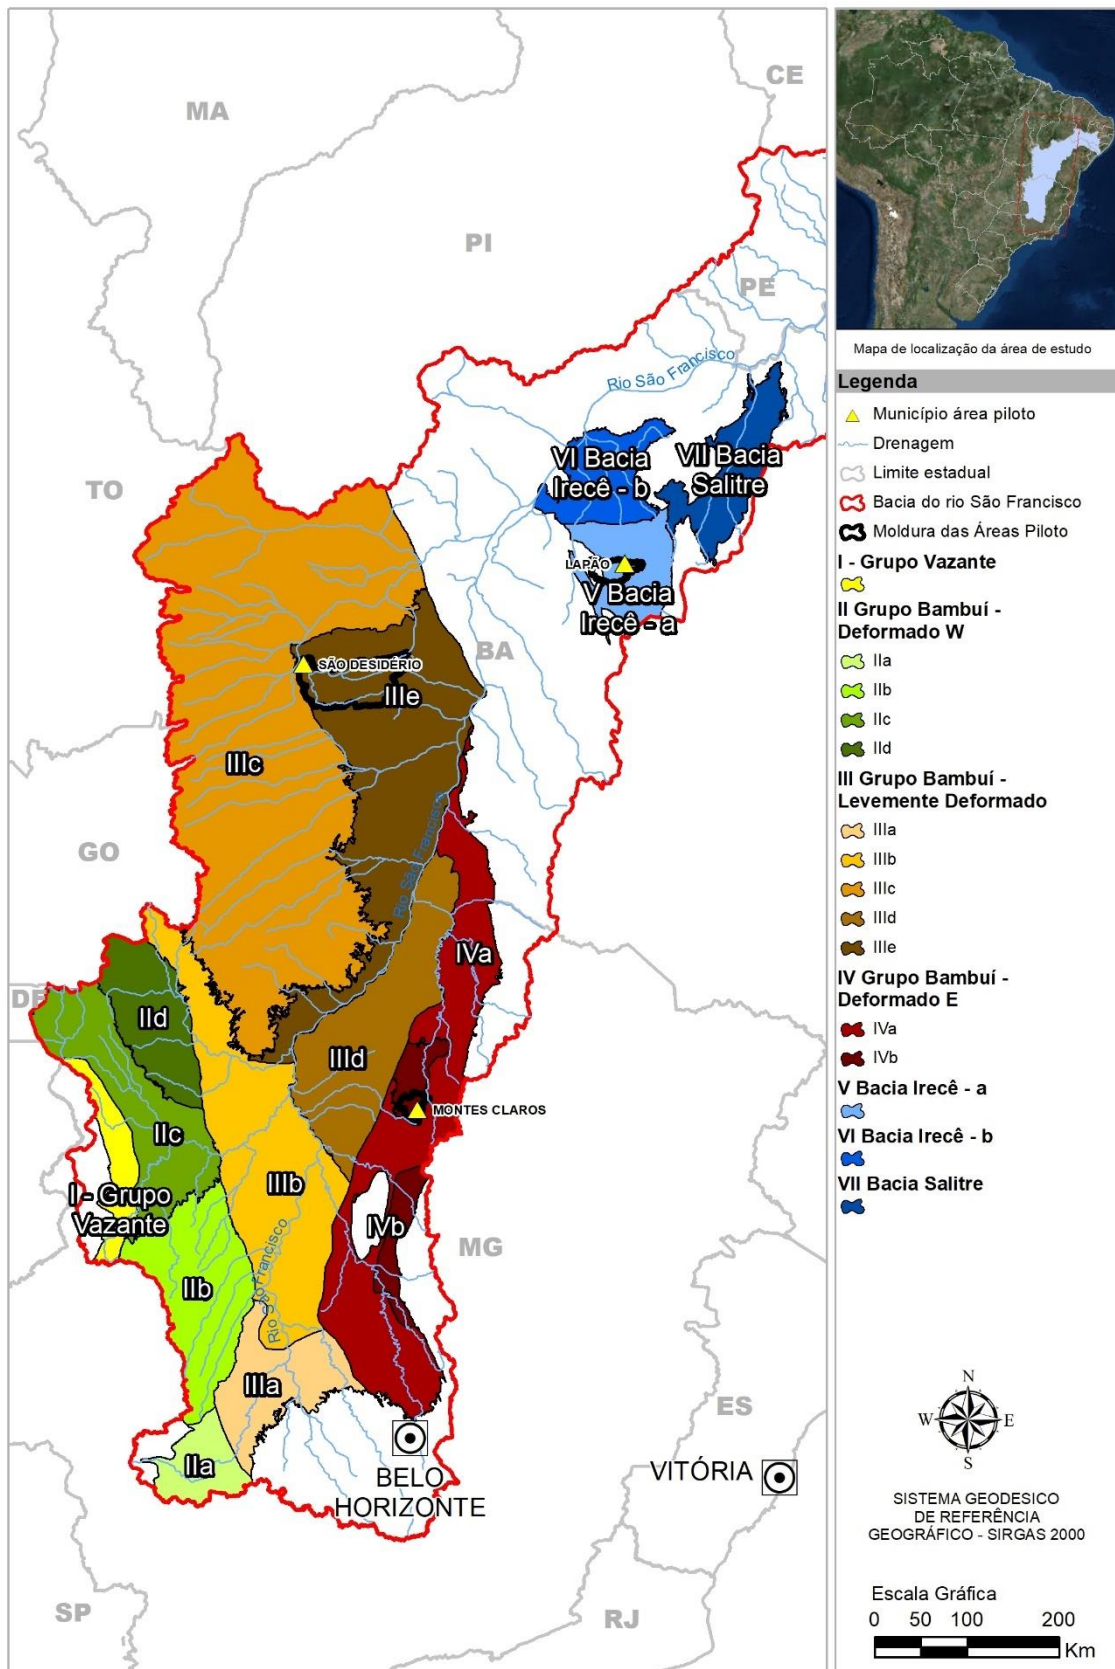 MA
CE
PI
PE
TO
BA
GO
DF
MG
ES
SP
RJ
Rio São Francisco
VI Bacia
Irecê - b
VII Bacia
Salitre
LAPÃO
V Bacia
Irecê - a
SÃO DESIDÉRIO
IIIe
IIIc
Rio São Francisco
IVa
IId
IIId
MONTES CLAROS
IIc
I - Grupo
Vazante
IIIb
IVb
IIb
Rio São Francisco
IIIa
IIa
BELO
HORIZONTE
VITÓRIA
Mapa de localização da área de estudo
Legenda
Município área piloto
Drenagem
Limite estadual
Bacia do rio São Francisco
Moldura das Áreas Piloto
I - Grupo Vazante
II Grupo Bambuí -
Deformado W
IIa
IIb
IIc
IId
III Grupo Bambuí -
Levemente Deformado
IIIa
IIIb
IIIc
IIId
IIIe
IV Grupo Bambuí -
Deformado E
IVa
IVb
V Bacia Irecê - a
VI Bacia Irecê - b
VII Bacia Salitre
N
W
E
S
SISTEMA GEODESICO
DE REFERÊNCIA
GEOGRÁFICO - SIRGAS 2000
Escala Gráfica
0 50 100 200
Km